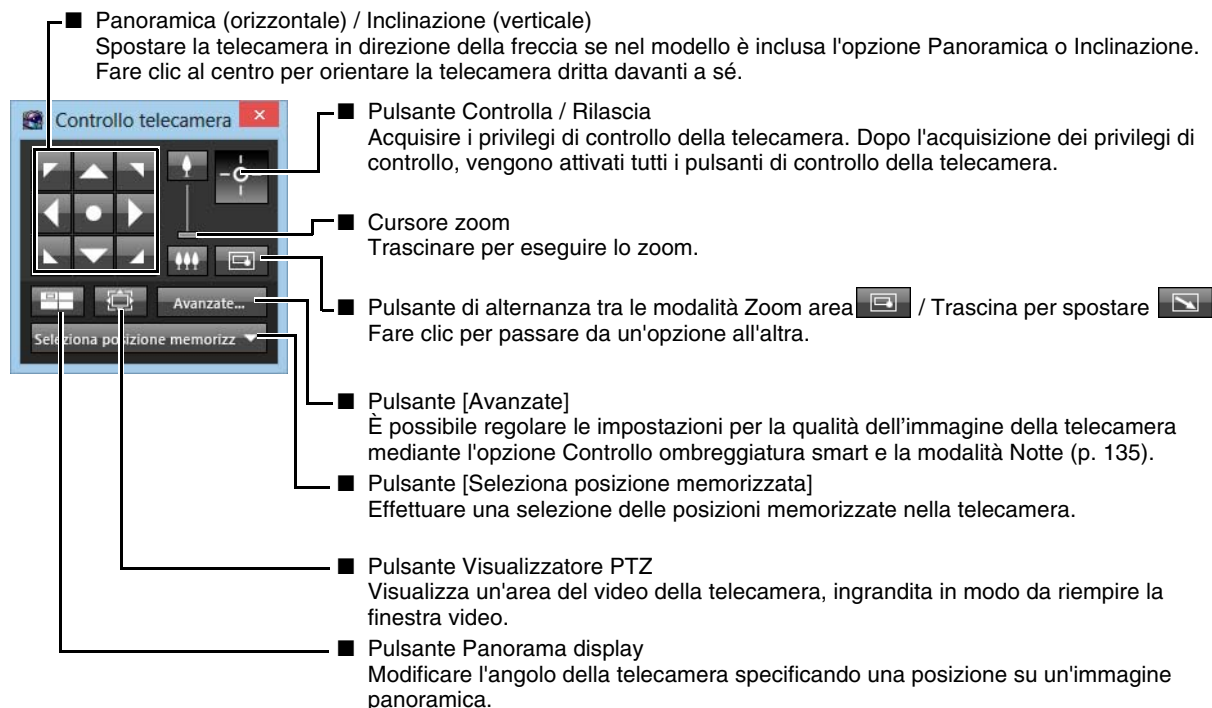 ■ Panoramica (orizzontale) / Inclinazione (verticale)
Spostare la telecamera in direzione della freccia se nel modello è inclusa l'opzione Panoramica o Inclinazione.
Fare clic al centro per orientare la telecamera dritta davanti a sé.
Controllo telecamera
■ Pulsante Controlla / Rilascia
Acquisire i privilegi di controllo della telecamera. Dopo l'acquisizione dei privilegi di
controllo, vengono attivati tutti i pulsanti di controllo della telecamera.
■ Cursore zoom
Trascinare per eseguire lo zoom.
■ Pulsante di alternanza tra le modalità Zoom area / Trascina per spostare
Fare clic per passare da un'opzione all'altra.
Avanzate...
Seleziona posizione memorizz
■ Pulsante [Avanzate]
È possibile regolare le impostazioni per la qualità dell’immagine della telecamera
mediante l'opzione Controllo ombreggiatura smart e la modalità Notte (p. 135).
■ Pulsante [Seleziona posizione memorizzata]
Effettuare una selezione delle posizioni memorizzate nella telecamera.
■ Pulsante Visualizzatore PTZ
Visualizza un'area del video della telecamera, ingrandita in modo da riempire la
finestra video.
■ Pulsante Panorama display
Modificare l'angolo della telecamera specificando una posizione su un'immagine
panoramica.